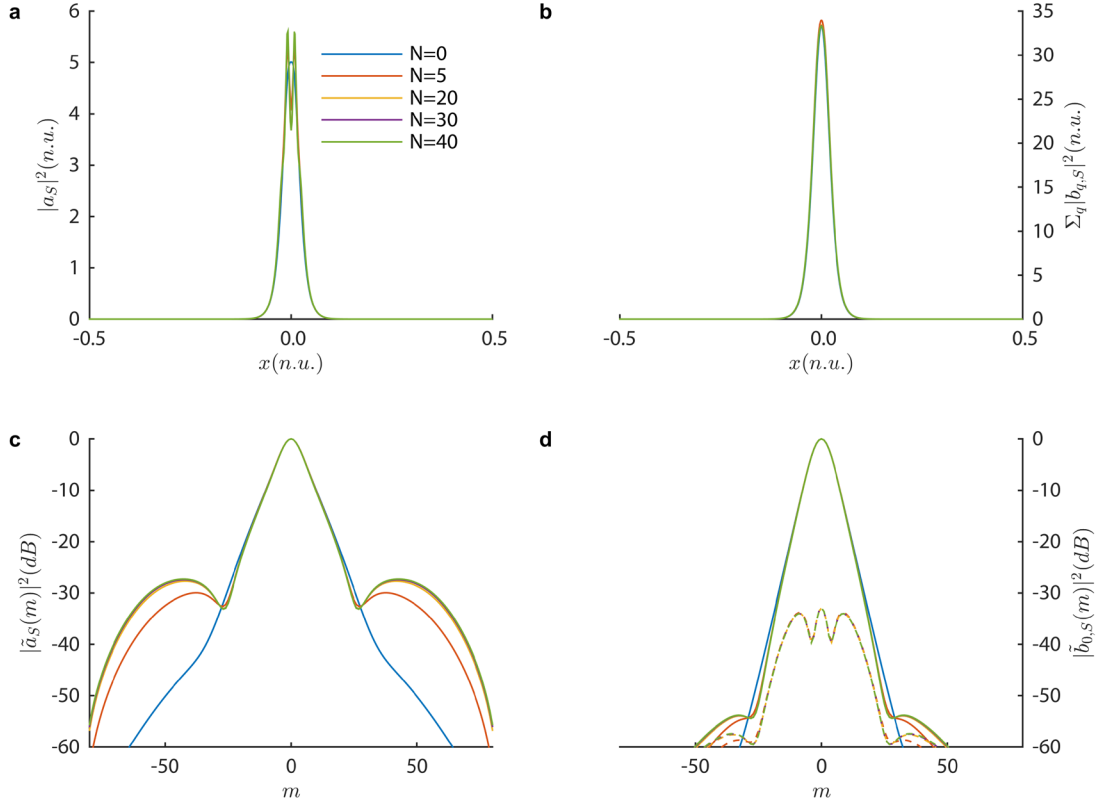 a
6
5
4
3
2
1
0
|a_S|^2(n.u.)
-0.5
0.0
0.5
x(n.u.)
N=0
N=5
N=20
N=30
N=40
b
35
30
25
20
15
10
5
0
Σ_q|b_{q,S}|^2(n.u.)
-0.5
0.0
0.5
x(n.u.)
c
0
-10
-20
-30
-40
-50
-60
|ã_S(m)|^2(dB)
-50
0
50
m
d
0
-10
-20
-30
-40
-50
-60
|b̃_{0,S}(m)|^2(dB)
-50
0
50
m